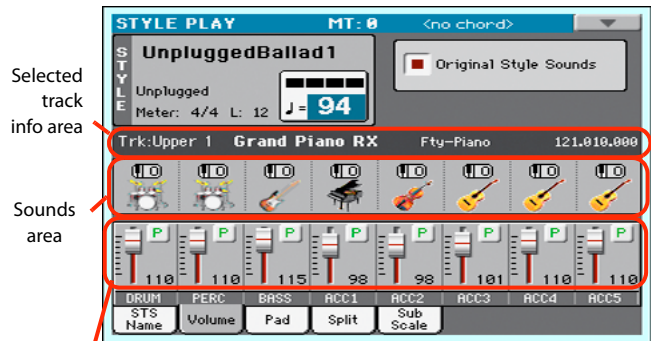 STYLE PLAY MT: 0 <no chord>
STYLE
UnpluggedBallad1
Original Style Sounds
Unplugged
Meter: 4/4 L: 12 ♩= 94
Selected
track
info area
Trk:Upper 1 Grand Piano RX Fty-Piano 121.010.000
Sounds
area
P P P P P P P P
110 110 115 98 98 101 110 110
DRUM PERC BASS ACC1 ACC2 ACC3 ACC4 ACC5
STS Name Volume Pad Split Sub Scale